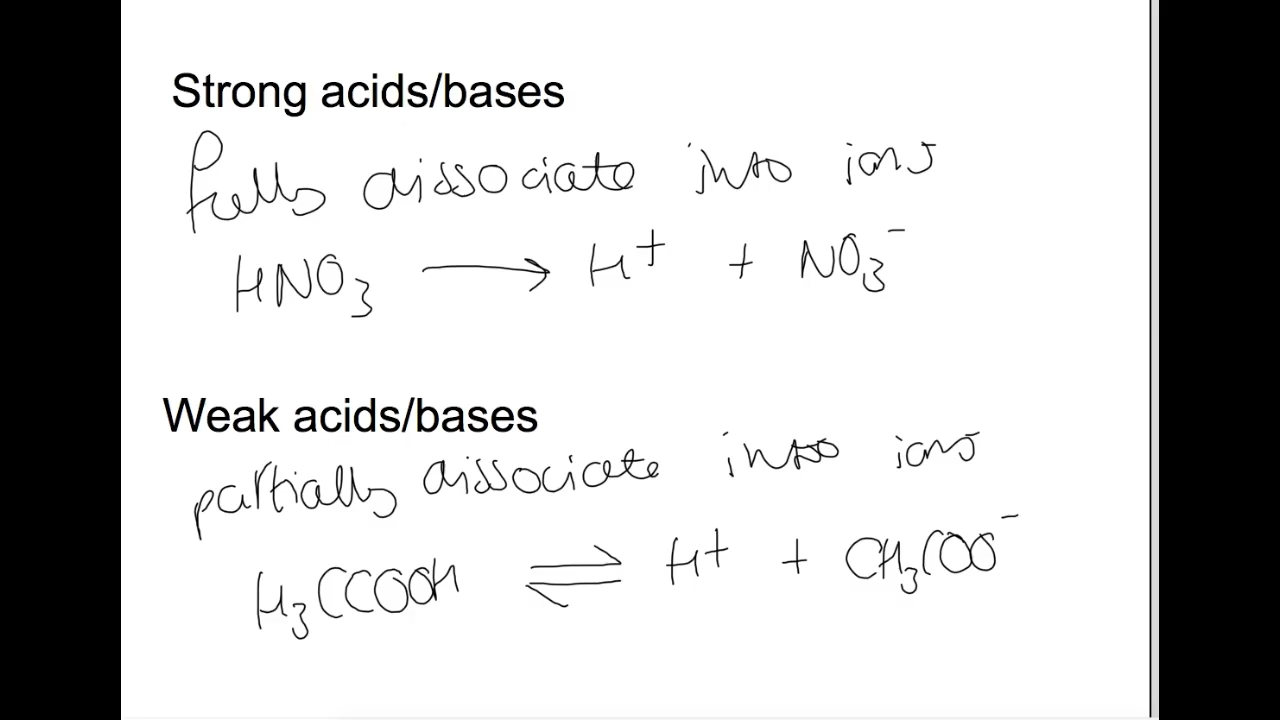 Strong acids/bases
fully dissociate into ions
HNO₃ ⟶ H⁺ + NO₃⁻
Weak acids/bases
partially dissociate into ions
H₃CCOOH ⇌ H⁺ + CH₃COO⁻